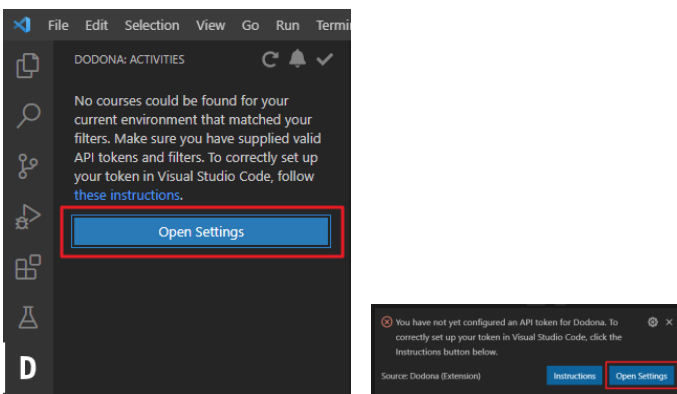 File Edit Selection View Go Run
DODONA: ACTIVITIES
No courses could be found for your
current environment that matched your
filters. Make sure you have supplied valid
API tokens and filters. To correctly set up
your token in Visual Studio Code, follow
these instructions.
Open Settings
D
You have not yet configured an API token for Dodona. To
correctly set up your token in Visual Studio Code, click the
Instructions button below.
Source: Dodona (Extension)
Instructions
Open Settings